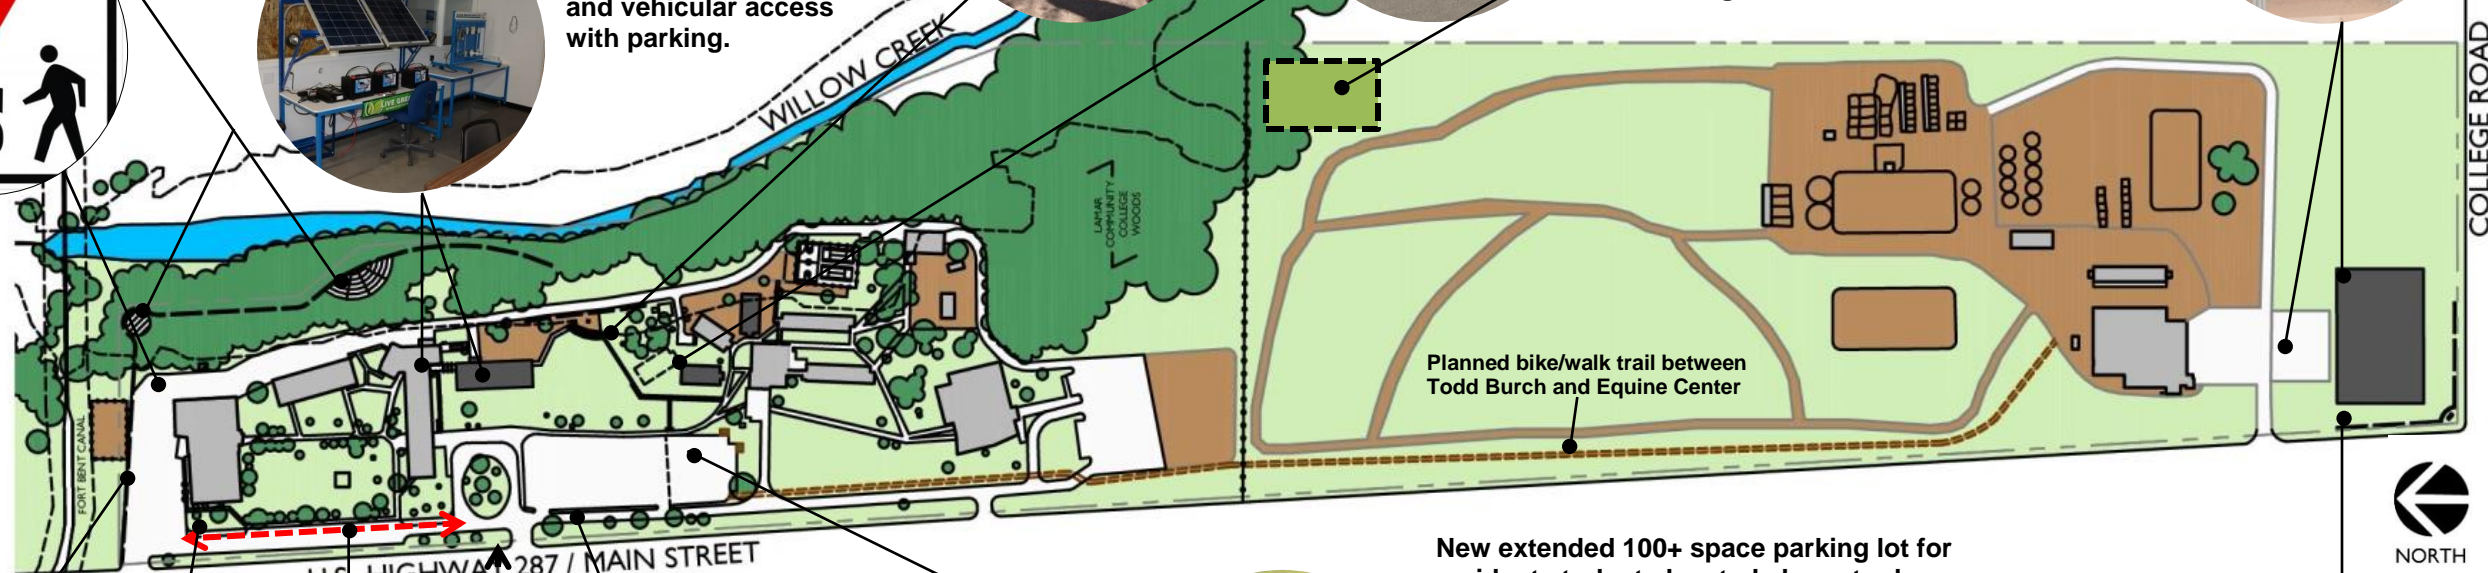 and vehicular access
with parking.
LIVE GREEN
WILLOW CREEK
COLLEGE ROAD
LAMAR
COMMUNITY
COLLEGE
WOODS
Planned bike/walk trail between
Todd Burch and Equine Center
FORT BENT CANAL
U.S. HIGHWAY 287 / MAIN STREET
New extended 100+ space parking lot for
NORTH